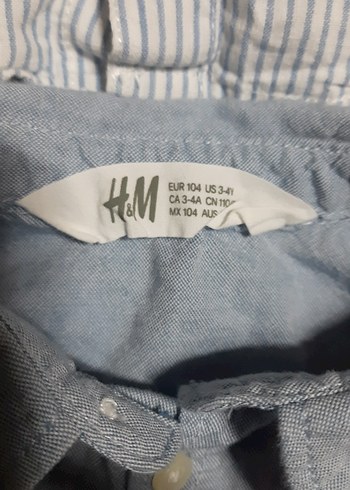 H&M
EUR 104 US 3-4Y
CA 3-4A CN 110/
MX 104 AUS